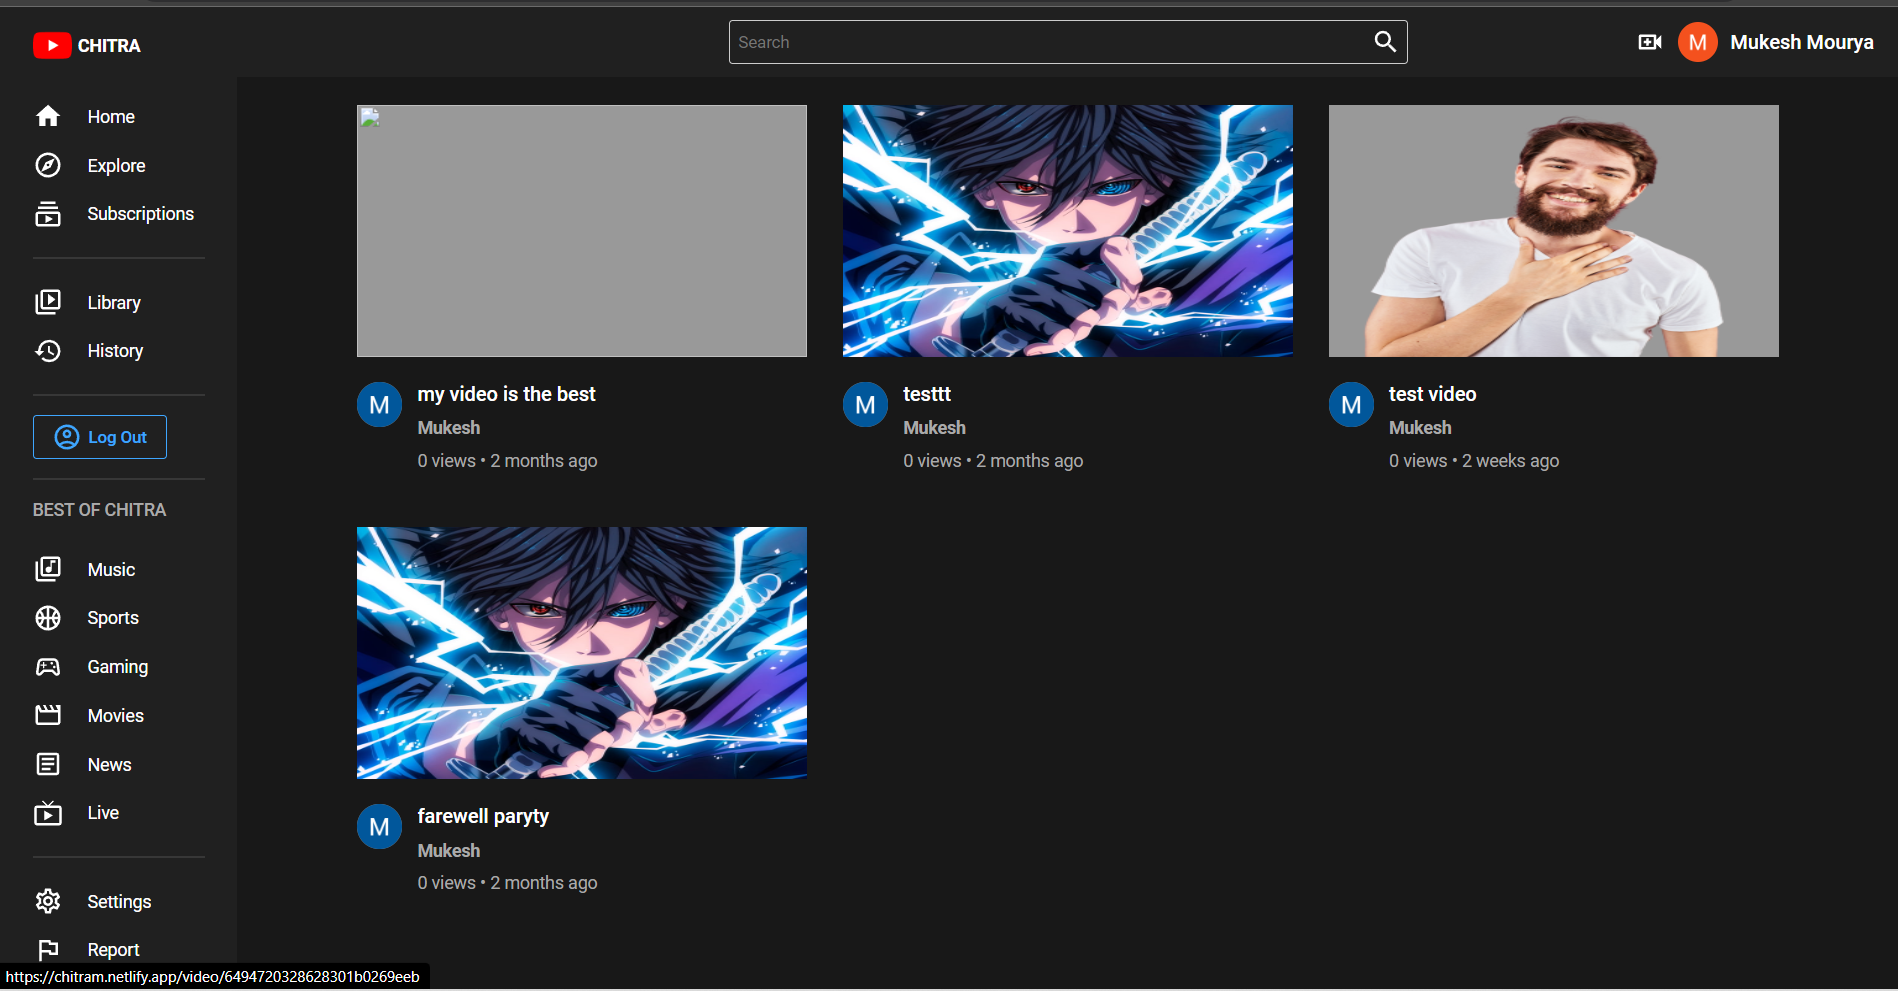 CHITRA
Search
M Mukesh Mourya
Home
Explore
Subscriptions
Library
History
Log Out
BEST OF CHITRA
Music
Sports
Gaming
Movies
News
Live
Settings
Report
M my video is the best
Mukesh
0 views • 2 months ago
M testtt
Mukesh
0 views • 2 months ago
M test video
Mukesh
0 views • 2 weeks ago
M farewell paryty
Mukesh
0 views • 2 months ago
https://chitram.netlify.app/video/6494720328628301b0269eeb